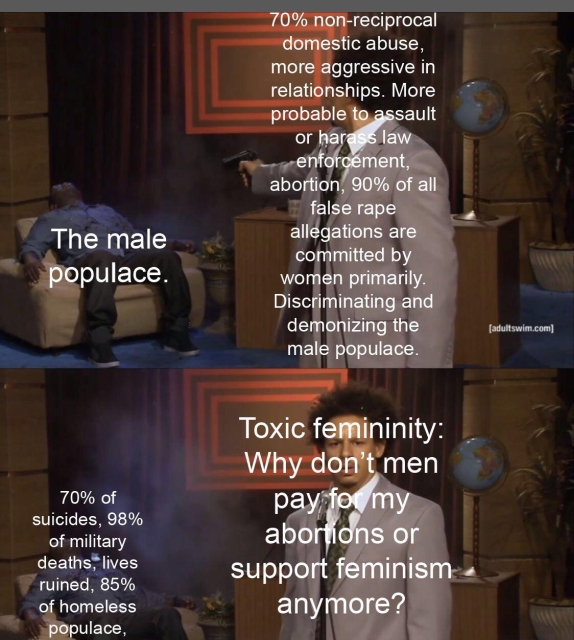 70% non-reciprocal
domestic abuse,
more aggressive in
relationships. More
probable to assault
or harass law
enforcement,
abortion, 90% of all
false rape
allegations are
committed by
women primarily.
Discriminating and
demonizing the
male populace.
The male
populace.
[adultswim.com]
Toxic femininity:
Why don't men
pay for my
abortions or
support feminism
anymore?
70% of
suicides, 98%
of military
deaths, lives
ruined, 85%
of homeless
populace,